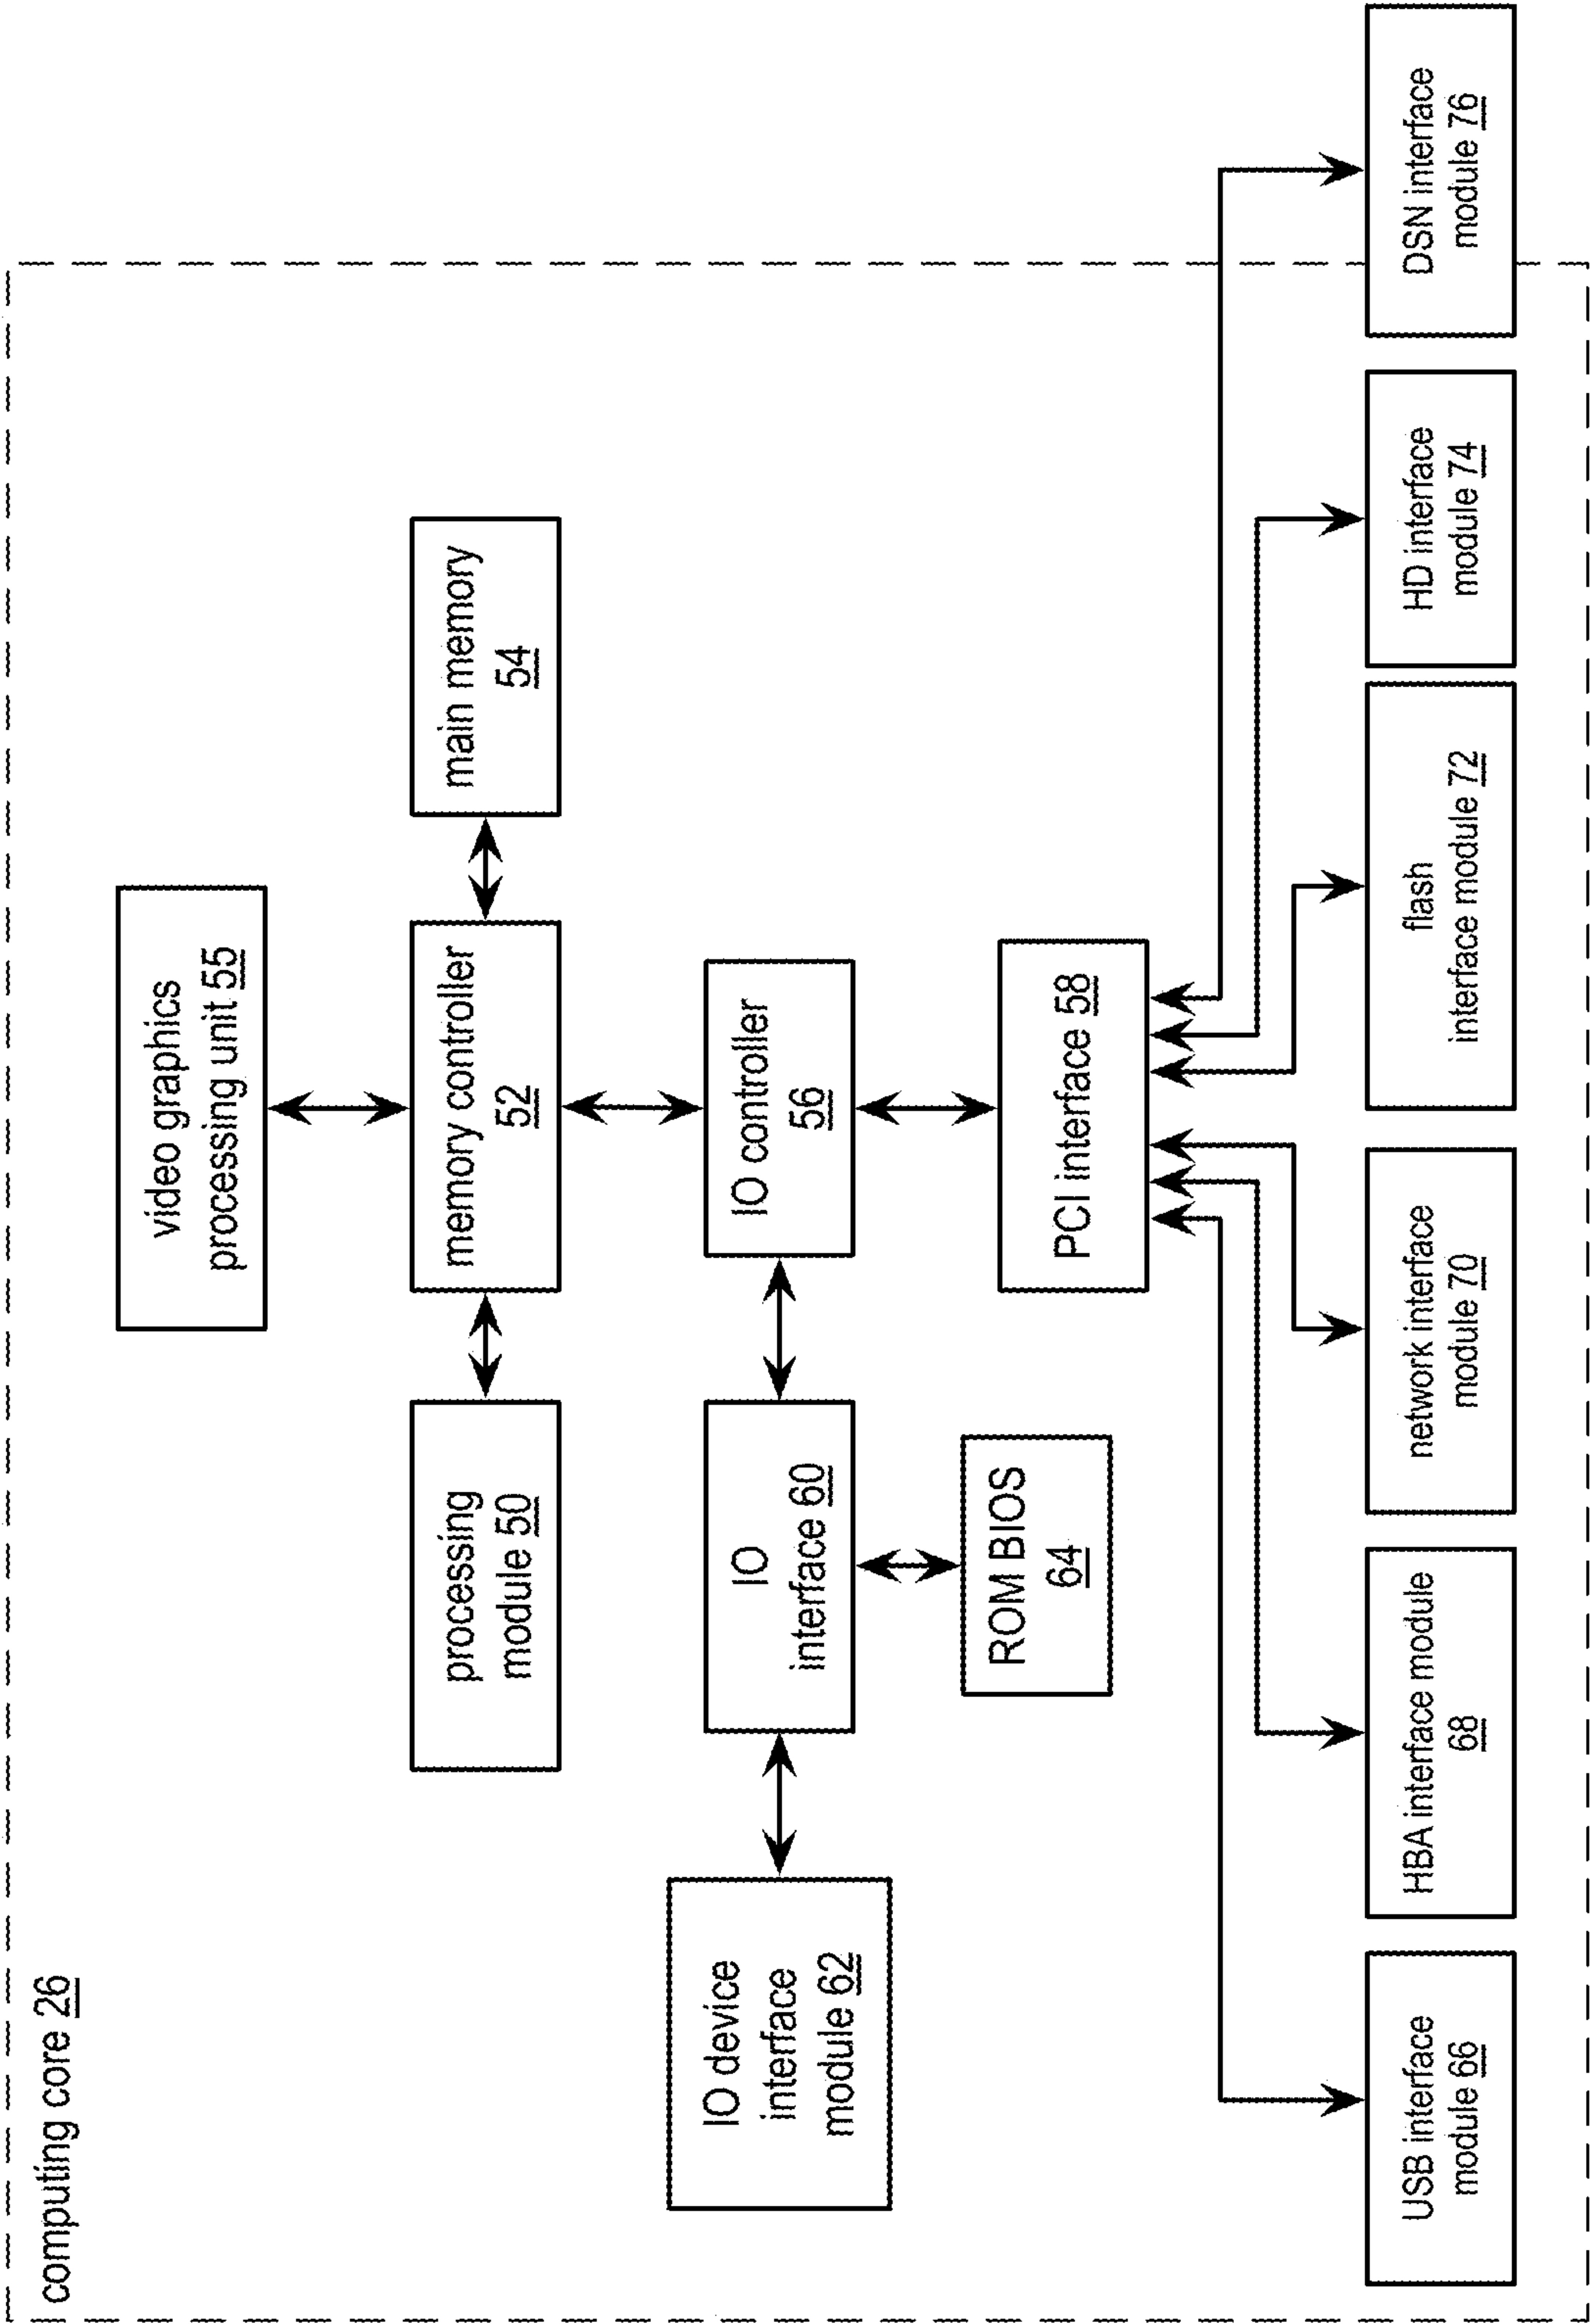 computing core 26
video graphics
processing unit 55
processing
module 50
memory controller
52
main memory
54
IO device
interface
module 62
IO
interface 60
IO controller
56
ROM BIOS
64
PCI interface 58
USB interface
module 66
HBA interface module
68
network interface
module 70
flash
interface module 72
HD interface
module 74
DSN interface
module 76